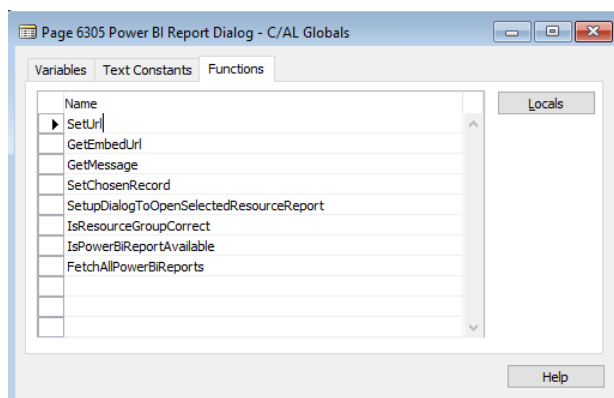 Page 6305 Power BI Report Dialog - C/AL Globals
Variables Text Constants Functions
Name Locals
SetUrl
GetEmbedUrl
GetMessage
SetChosenRecord
SetupDialogToOpenSelectedResourceReport
IsResourceGroupCorrect
IsPowerBiReportAvailable
FetchAllPowerBiReports
Help